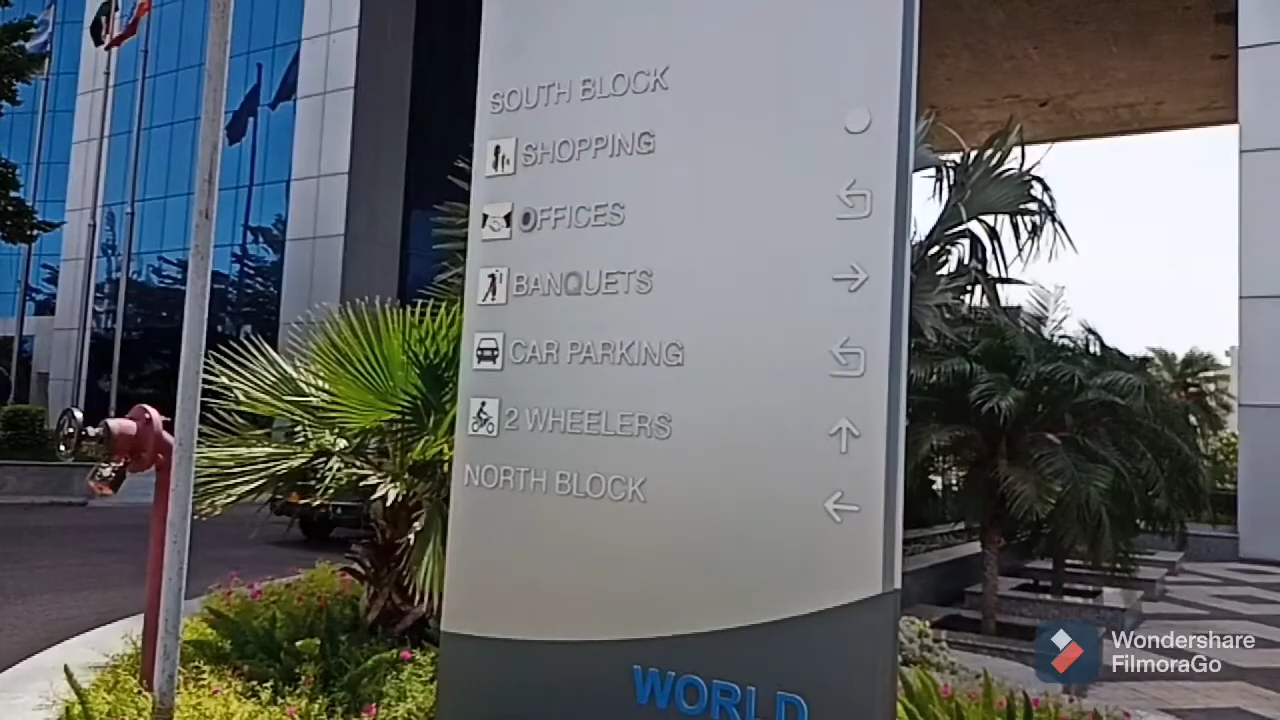 SOUTH BLOCK
SHOPPING
OFFICES
BANQUETS
CAR PARKING
2 WHEELERS
NORTH BLOCK
WORLD
Wondershare
FilmoraGo